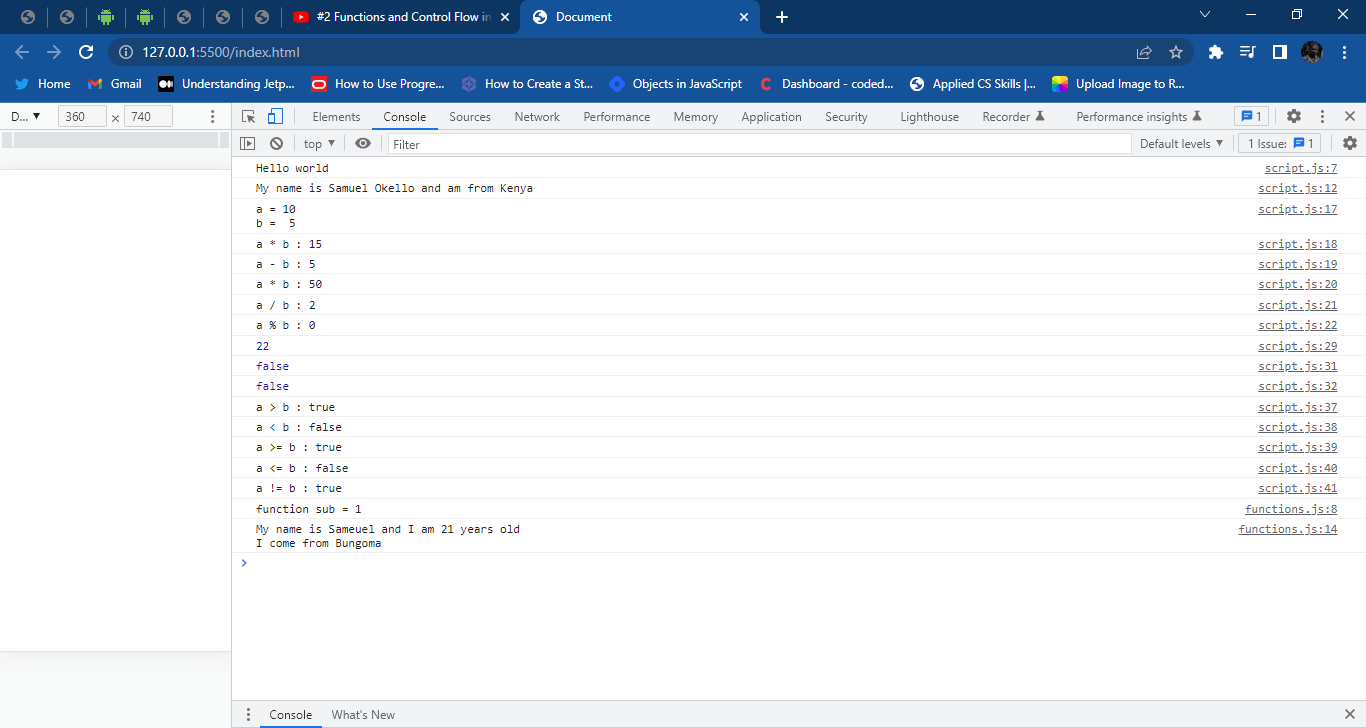 #2 Functions and Control Flow in
Document
127.0.0.1:5500/index.html
Home Gmail Understanding Jetp... How to Use Progre... How to Create a St... Objects in JavaScript Dashboard - coded... Applied CS Skills |... Upload Image to R...
D... ▼ 360 × 740
Elements Console Sources Network Performance Memory Application Security Lighthouse Recorder Performance insights 1
top ▼ Filter Default levels ▼ 1 Issue: 1
Hello world script.js:7
My name is Samuel Okello and am from Kenya script.js:12
a = 10 script.js:17
b =  5
a * b : 15 script.js:18
a - b : 5 script.js:19
a * b : 50 script.js:20
a / b : 2 script.js:21
a % b : 0 script.js:22
22 script.js:29
false script.js:31
false script.js:32
a > b : true script.js:37
a < b : false script.js:38
a >= b : true script.js:39
a <= b : false script.js:40
a != b : true script.js:41
function sub = 1 functions.js:8
My name is Sameuel and I am 21 years old functions.js:14
I come from Bungoma
>
Console What's New